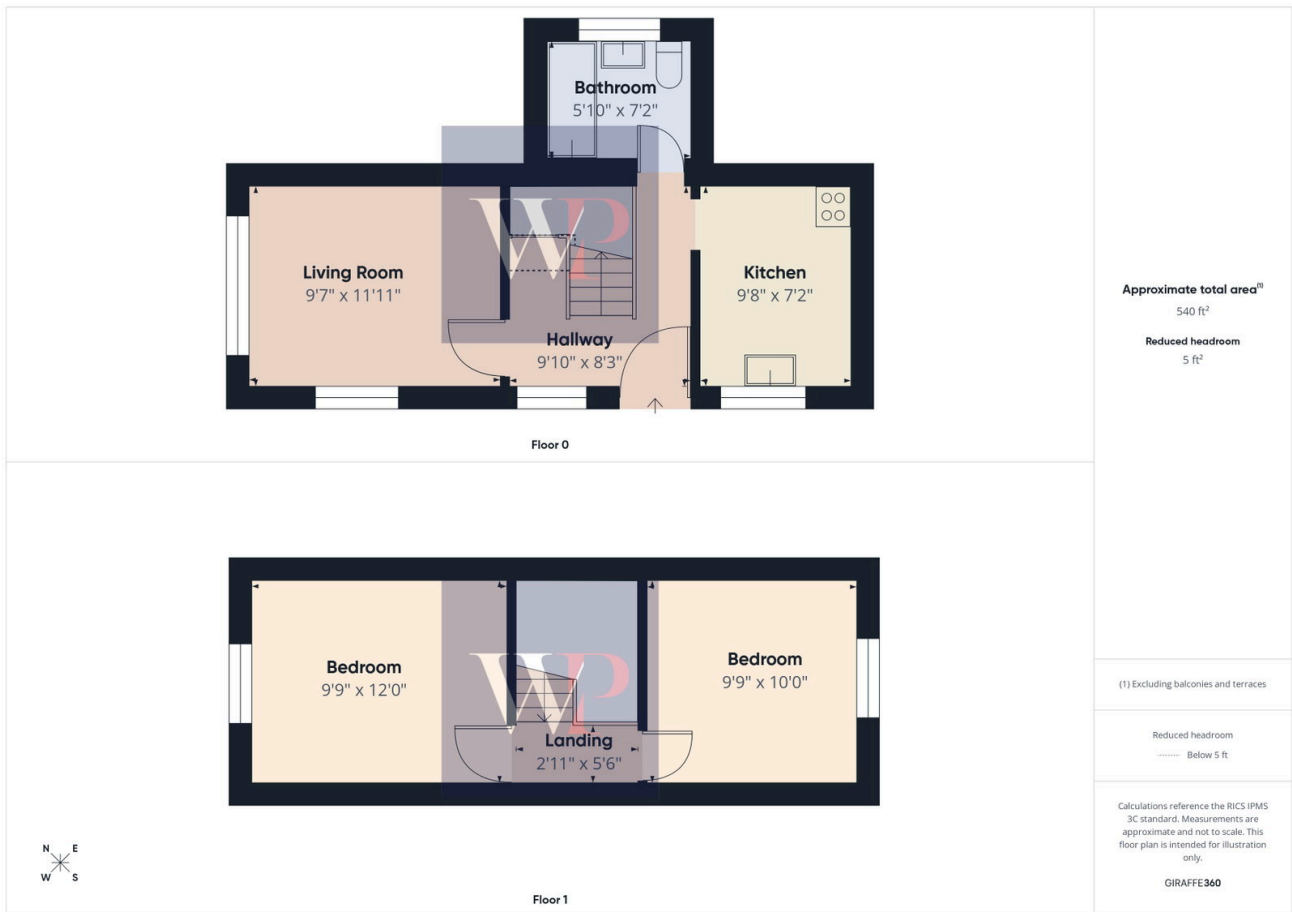 Bathroom
5'10" x 7'2"
Living Room
9'7" x 11'11"
Kitchen
9'8" x 7'2"
Hallway
9'10" x 8'3"
WP
Floor 0
Bedroom
9'9" x 12'0"
Bedroom
9'9" x 10'0"
WP
Landing
2'11" x 5'6"
N E
W S
Floor 1
Approximate total area(1)
540 ft²
Reduced headroom
5 ft²
(1) Excluding balconies and terraces
Reduced headroom
Below 5 ft
Calculations reference the RICS IPMS
3C standard. Measurements are
approximate and not to scale. This
floor plan is intended for illustration
only.
GIRAFFE360